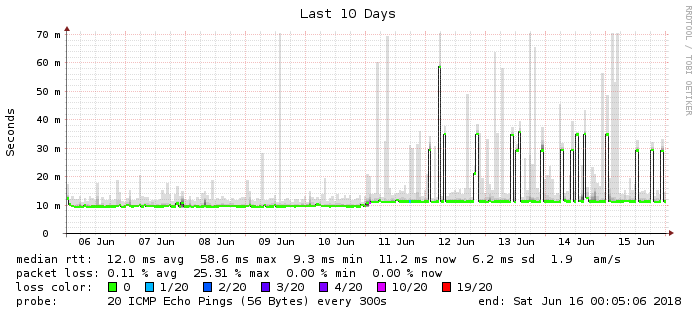 Last 10 Days
RRDTOOL / TOBI OETIKER
Seconds
70 m
60 m
50 m
40 m
30 m
20 m
10 m
0
06 Jun 07 Jun 08 Jun 09 Jun 10 Jun 11 Jun 12 Jun 13 Jun 14 Jun 15 Jun
median rtt: 12.0 ms avg 58.6 ms max 9.3 ms min 11.2 ms now 6.2 ms sd 1.9 am/s
packet loss: 0.11 % avg 25.31 % max 0.00 % min 0.00 % now
loss color: 0 1/20 2/20 3/20 4/20 10/20 19/20
probe: 20 ICMP Echo Pings (56 Bytes) every 300s end: Sat Jun 16 00:05:06 2018